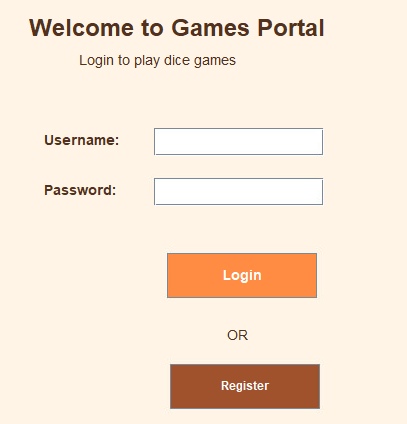 Welcome to Games Portal
Login to play dice games
Username:
Password:
Login
OR
Register